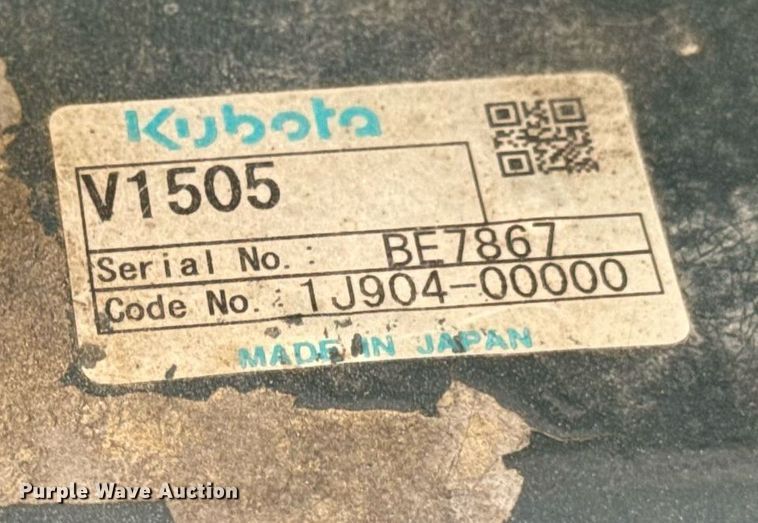 Kubota
V1505
Serial No.: BE7867
Code No.: 1J904-00000
MADE IN JAPAN
Purple Wave Auction